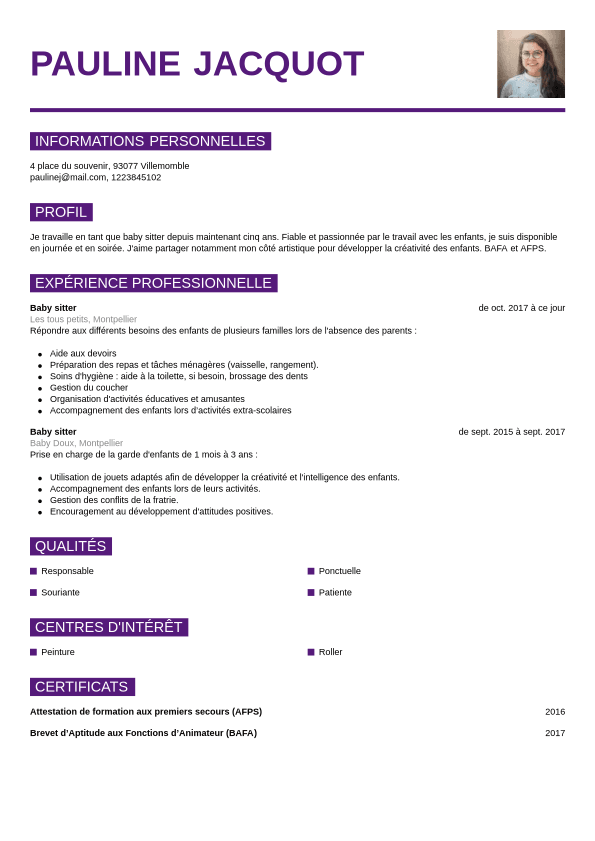 PAULINE JACQUOT
INFORMATIONS PERSONNELLES
4 place du souvenir, 93077 Villemomble
paulinej@mail.com, 1223845102
PROFIL
Je travaille en tant que baby sitter depuis maintenant cinq ans. Fiable et passionnée par le travail avec les enfants, je suis disponible
en journée et en soirée. J'aime partager notamment mon côté artistique pour développer la créativité des enfants. BAFA et AFPS.
EXPÉRIENCE PROFESSIONNELLE
Baby sitter de oct. 2017 à ce jour
Les tous petits, Montpellier
Répondre aux différents besoins des enfants de plusieurs familles lors de l'absence des parents :
● Aide aux devoirs
● Préparation des repas et tâches ménagères (vaisselle, rangement).
● Soins d'hygiène : aide à la toilette, si besoin, brossage des dents
● Gestion du coucher
● Organisation d'activités éducatives et amusantes
● Accompagnement des enfants lors d'activités extra-scolaires
Baby sitter de sept. 2015 à sept. 2017
Baby Doux, Montpellier
Prise en charge de la garde d'enfants de 1 mois à 3 ans :
● Utilisation de jouets adaptés afin de développer la créativité et l'intelligence des enfants.
● Accompagnement des enfants lors de leurs activités.
● Gestion des conflits de la fratrie.
● Encouragement au développement d'attitudes positives.
QUALITÉS
Responsable Ponctuelle
Souriante Patiente
CENTRES D'INTÉRÊT
Peinture Roller
CERTIFICATS
Attestation de formation aux premiers secours (AFPS) 2016
Brevet d'Aptitude aux Fonctions d'Animateur (BAFA) 2017